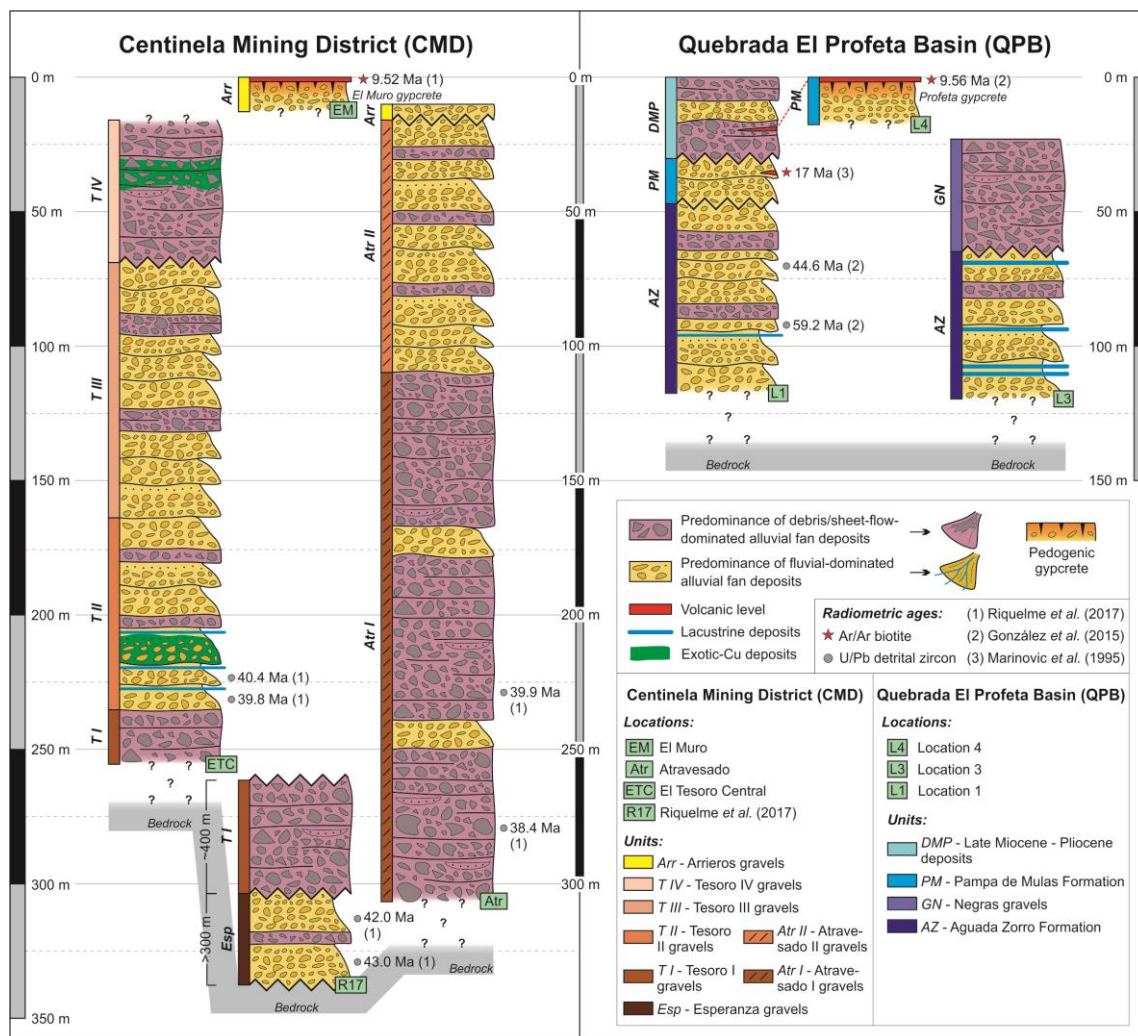 Centinela Mining District (CMD)
Quebrada El Profeta Basin (QPB)
0 m
9.52 Ma (1)
El Muro gypcrete
Arr
? ?
EM
0 m
Arr
? ?
T IV
50 m
50 m
Atr II
100 m
100 m
T III
150 m
150 m
T II
200 m
200 m
Atr I
40.4 Ma (1)
39.8 Ma (1)
39.9 Ma
(1)
T I
250 m
250 m
? ?
ETC
?
? ?
Bedrock
~400 m
T I
38.4 Ma
(1)
300 m
300 m
? ?
Atr
>300 m
Esp
42.0 Ma
(1)
43.0 Ma (1)
R17
?
? ?
Bedrock
Bedrock
350 m
DMP
PM
9.56 Ma (2)
Profeta gypcrete
? ?
L4
0 m
PM
17 Ma (3)
GN
50 m
AZ
44.6 Ma (2)
59.2 Ma (2)
AZ
100 m
? ?
L1
? ?
L3
?
? ?
Bedrock
?
? ?
Bedrock
150 m
Predominance of debris/sheet-flow-
dominated alluvial fan deposits
Predominance of fluvial-dominated
alluvial fan deposits
Pedogenic
gypcrete
Volcanic level
Lacustrine deposits
Exotic-Cu deposits
Radiometric ages:
Ar/Ar biotite
U/Pb detrital zircon
(1) Riquelme et al. (2017)
(2) González et al. (2015)
(3) Marinovic et al. (1995)
Centinela Mining District (CMD)
Locations:
EM El Muro
Atr Atravesado
ETC El Tesoro Central
R17 Riquelme et al. (2017)
Units:
Arr - Arrieros gravels
T IV - Tesoro IV gravels
T III - Tesoro III gravels
T II - Tesoro
II gravels
Atr II - Atrave-
sado II gravels
T I - Tesoro I
gravels
Atr I - Atrave-
sado I gravels
Esp - Esperanza gravels
Quebrada El Profeta Basin (QPB)
Locations:
L4 Location 4
L3 Location 3
L1 Location 1
Units:
DMP - Late Miocene - Pliocene
deposits
PM - Pampa de Mulas Formation
GN - Negras gravels
AZ - Aguada Zorro Formation